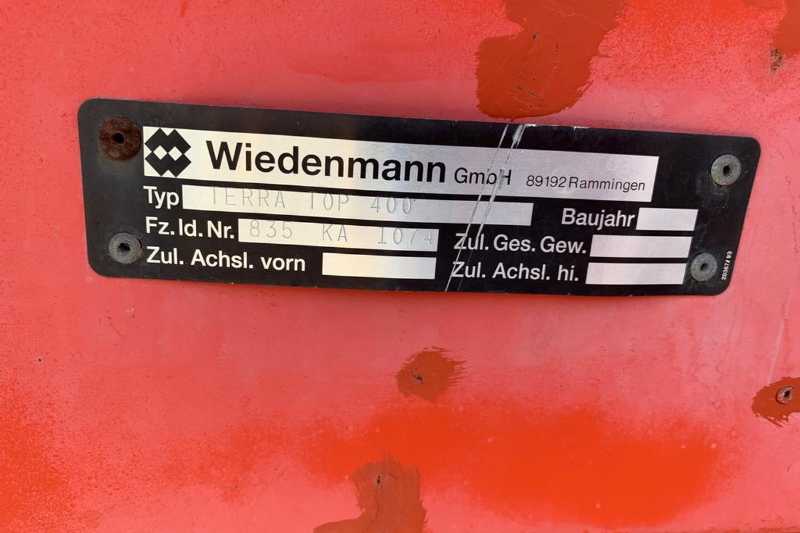 Wiedenmann GmbH 89192 Rammingen
Typ TERRA TOP 400 Baujahr
Fz.Id.Nr. 835 KA 1074 Zul. Ges. Gew.
Zul. Achsl. vorn Zul. Achsl. hi.